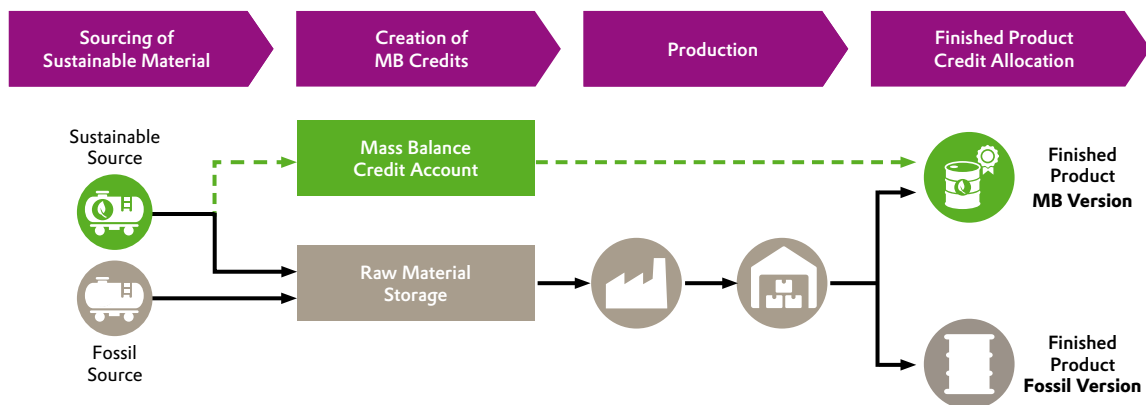 Sourcing of
Sustainable Material
Creation of
MB Credits
Production
Finished Product
Credit Allocation
Sustainable
Source
Mass Balance
Credit Account
Finished
Product
MB Version
Raw Material
Storage
Fossil
Source
Finished
Product
Fossil Version